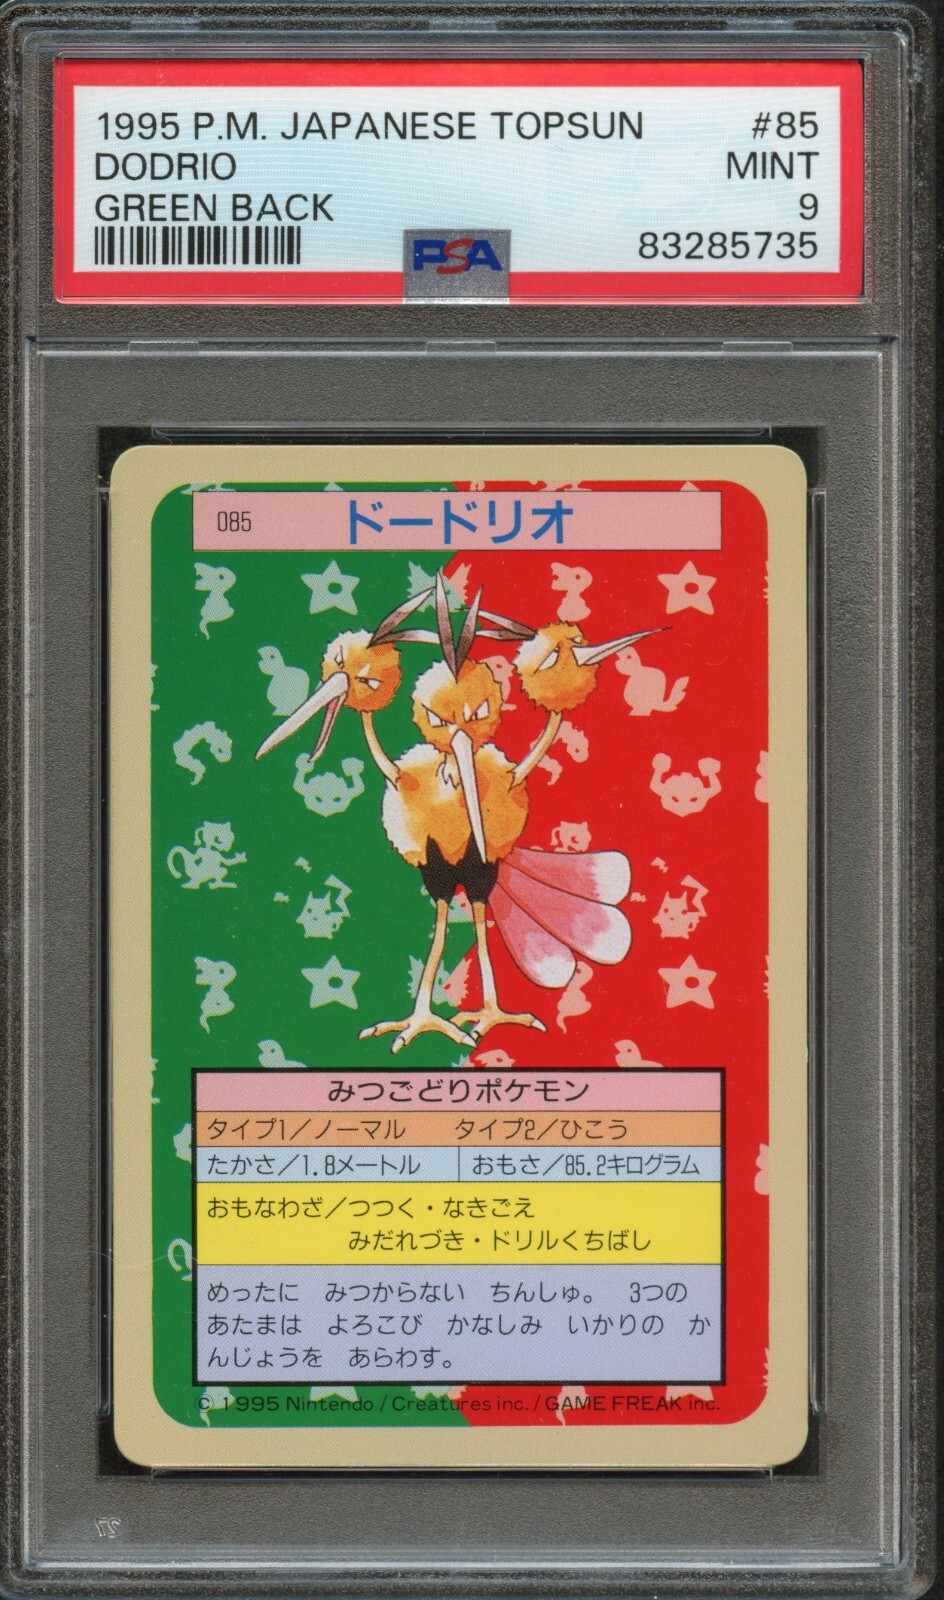 1995 P.M. JAPANESE TOPSUN #85
DODRIO MINT
GREEN BACK 9
PSA 83285735
085 ドードリオ
みつごどりポケモン
タイプ1/ノーマル タイプ2/ひこう
たかさ/1.8メートル おもさ/85.2キログラム
おもなわざ/つつく・なきごえ
みだれづき・ドリルくちばし
めったに みつからない ちんしゅ。 3つの
あたまは よろこび かなしみ いかりの か
んじょうを あらわす。
© 1995 Nintendo/Creatures inc./GAME FREAK inc.